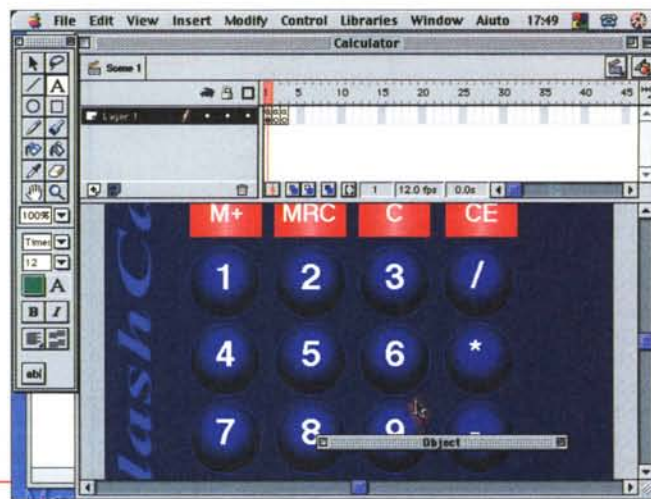 File Edit View Insert Modify Control Libraries Window Aiuto 17:49
Calculator
Scene 1
1 5 10 15 20 25 30 35 40 45
Layer 1
1 12.0 fps 0.0s
100%
12
A
B I
abl
M+ MRC C CE
1 2 3 /
4 5 6 *
7 8 9 -
Object